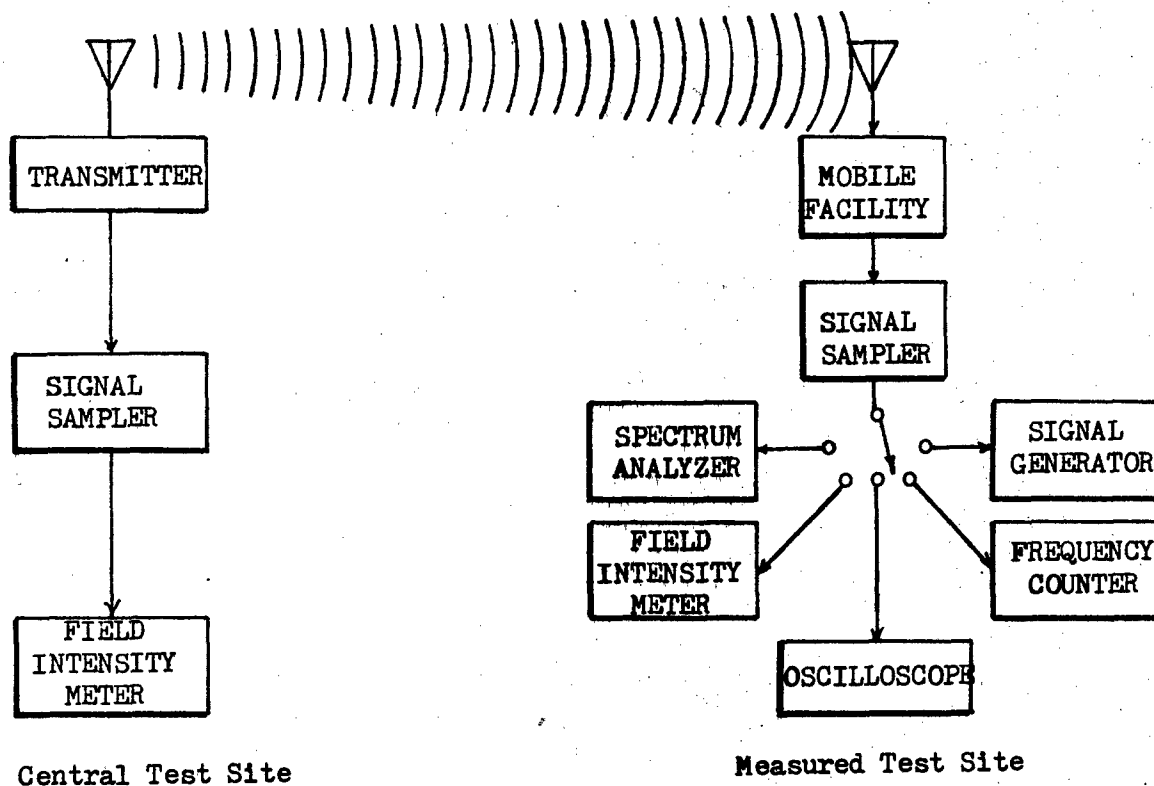 TRANSMITTER
SIGNAL
SAMPLER
FIELD
INTENSITY
METER
Central Test Site
MOBILE
FACILITY
SIGNAL
SAMPLER
SPECTRUM
ANALYZER
SIGNAL
GENERATOR
FIELD
INTENSITY
METER
FREQUENCY
COUNTER
OSCILLOSCOPE
Measured Test Site